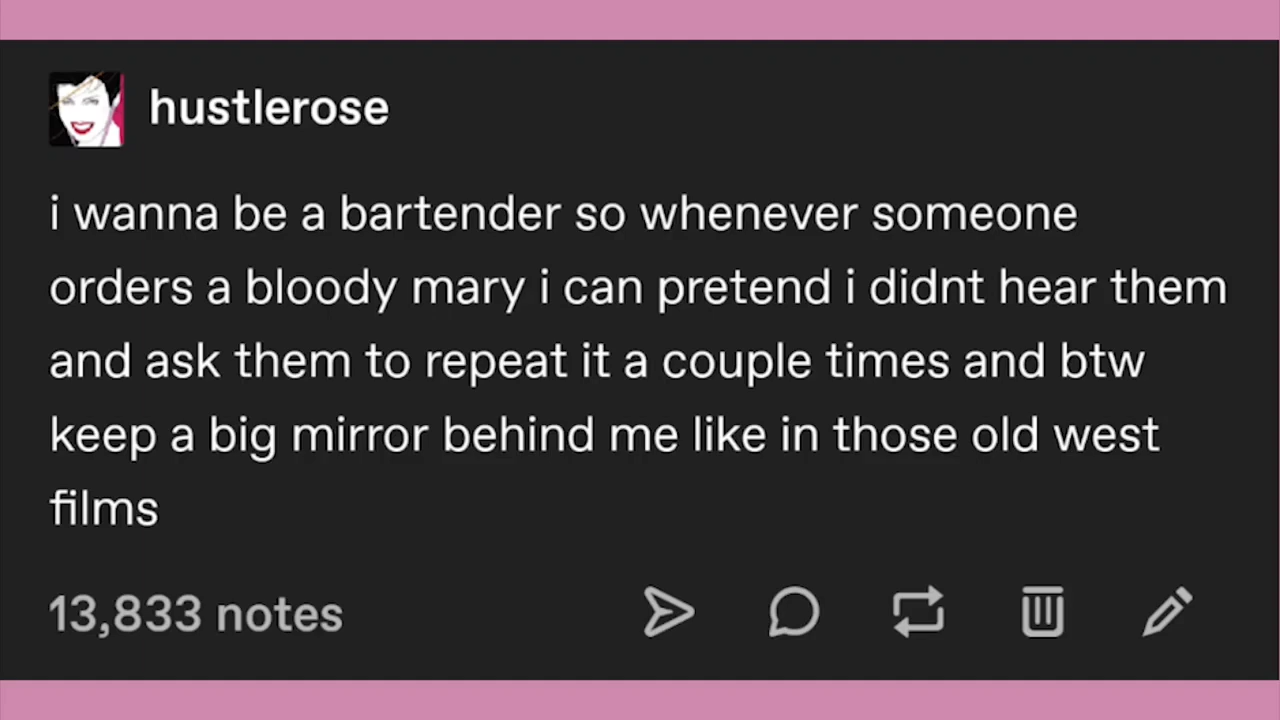 hustlerose
i wanna be a bartender so whenever someone
orders a bloody mary i can pretend i didnt hear them
and ask them to repeat it a couple times and btw
keep a big mirror behind me like in those old west
films
13,833 notes